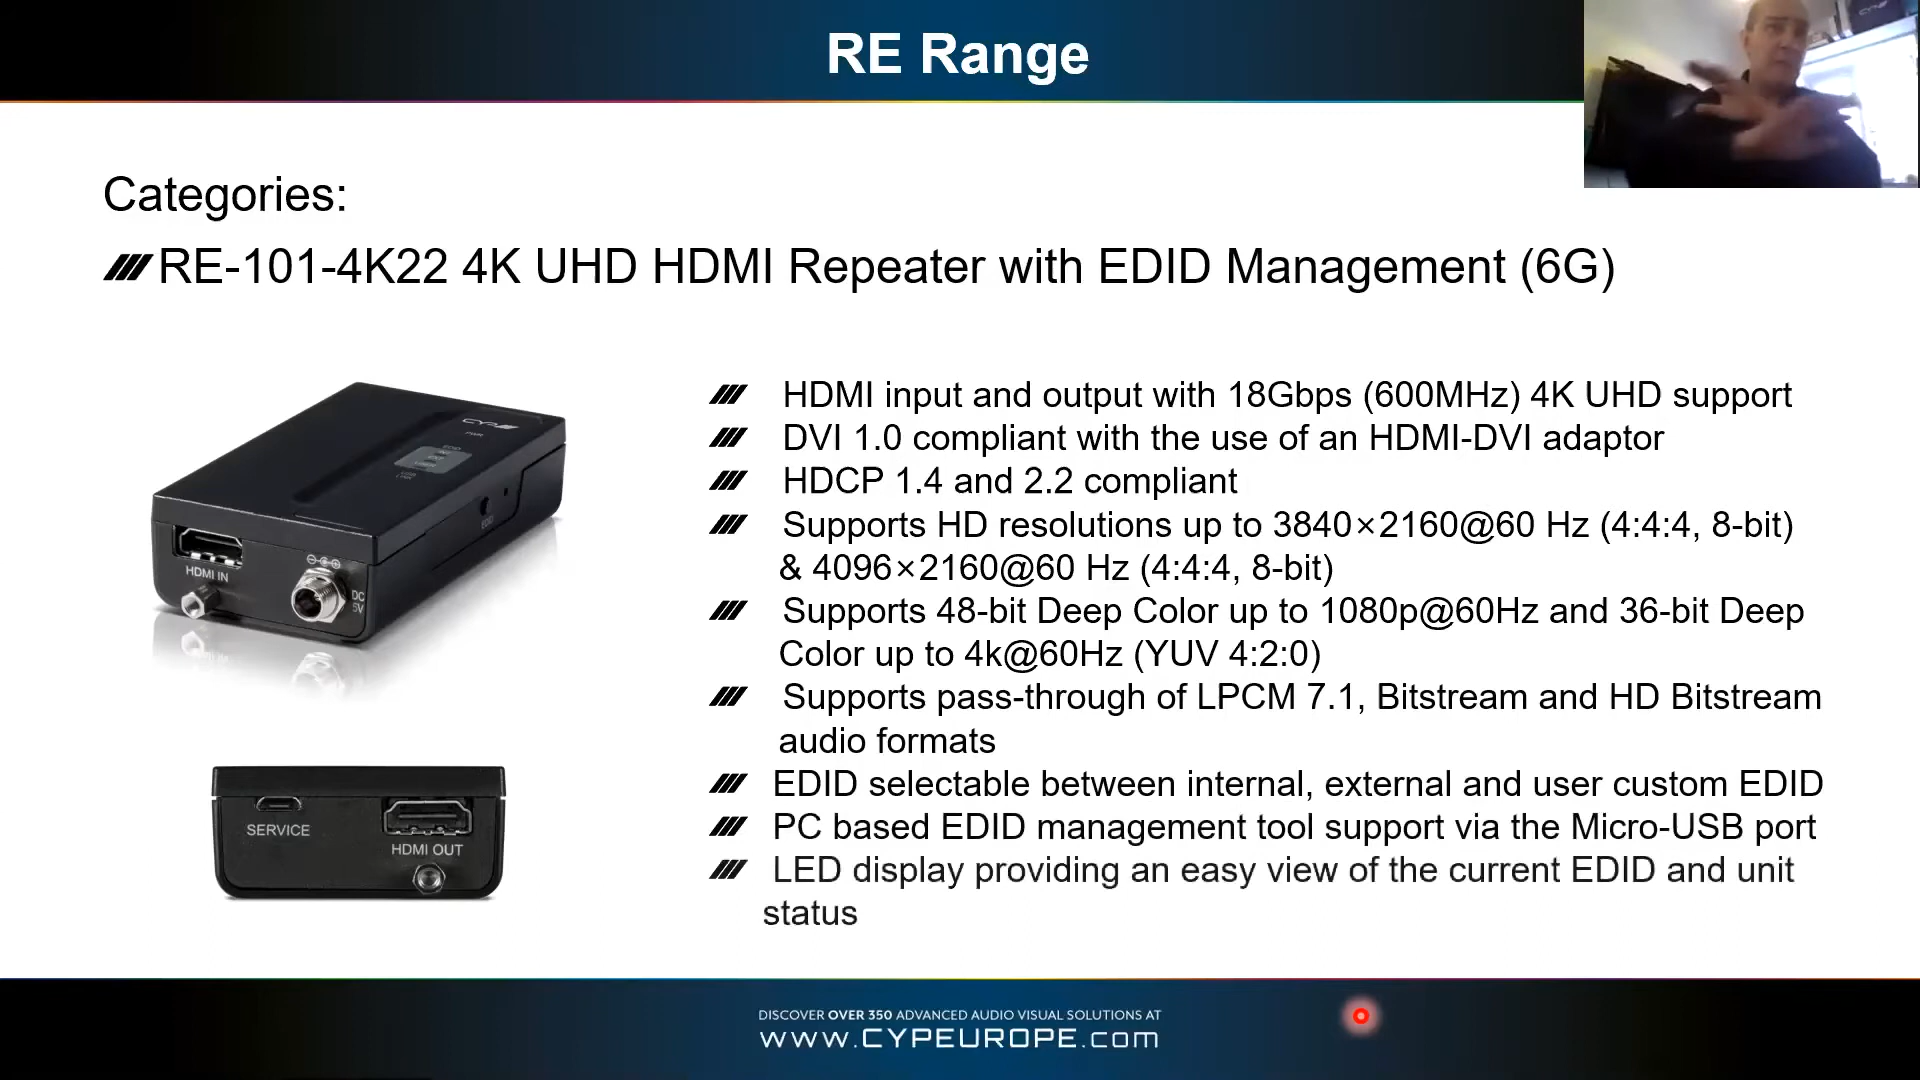 RE Range
Categories:
RE-101-4K22 4K UHD HDMI Repeater with EDID Management (6G)
HDMI input and output with 18Gbps (600MHz) 4K UHD support
DVI 1.0 compliant with the use of an HDMI-DVI adaptor
HDCP 1.4 and 2.2 compliant
Supports HD resolutions up to 3840×2160@60 Hz (4:4:4, 8-bit)
& 4096×2160@60 Hz (4:4:4, 8-bit)
Supports 48-bit Deep Color up to 1080p@60Hz and 36-bit Deep
Color up to 4k@60Hz (YUV 4:2:0)
Supports pass-through of LPCM 7.1, Bitstream and HD Bitstream
audio formats
EDID selectable between internal, external and user custom EDID
PC based EDID management tool support via the Micro-USB port
LED display providing an easy view of the current EDID and unit
status
CYP
HDMI IN
DC
5V
SERVICE
HDMI OUT
DISCOVER OVER 350 ADVANCED AUDIO VISUAL SOLUTIONS AT
WWW.CYPEUROPE.com